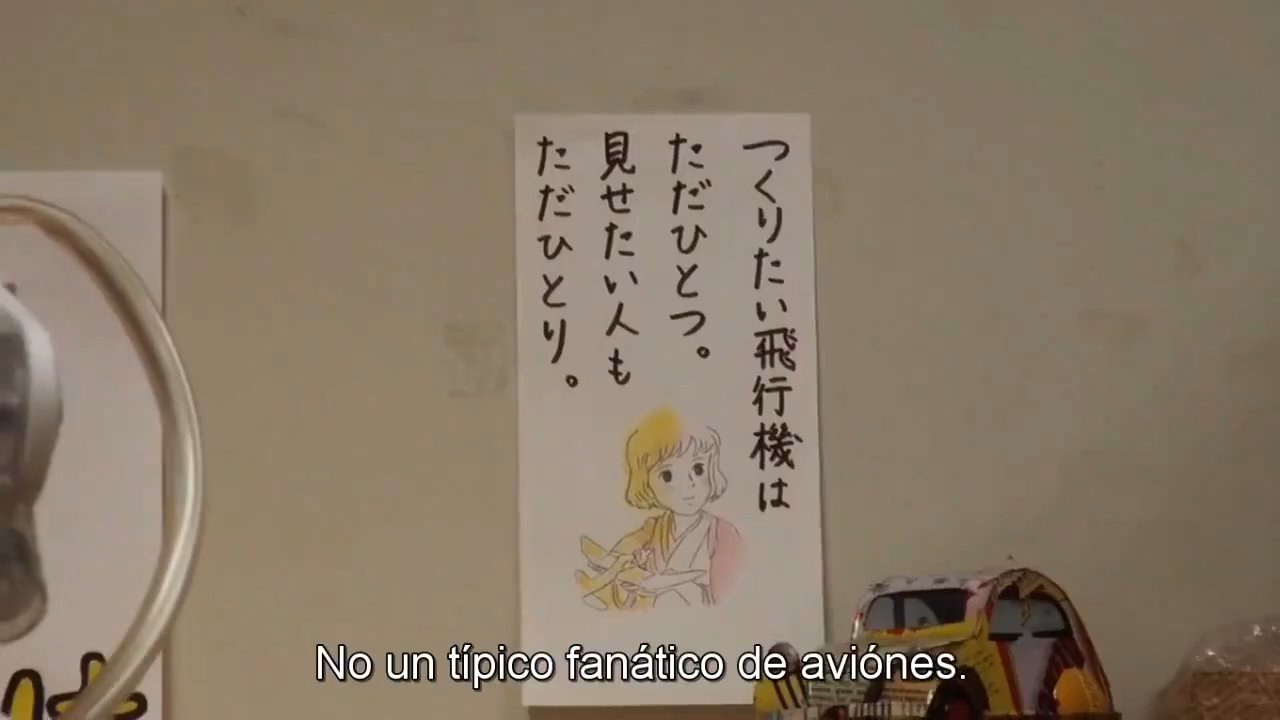 つくりたい飛行機は
ただひとつ。
見せたい人も
ただひとり。
No un típico fanático de aviónes.